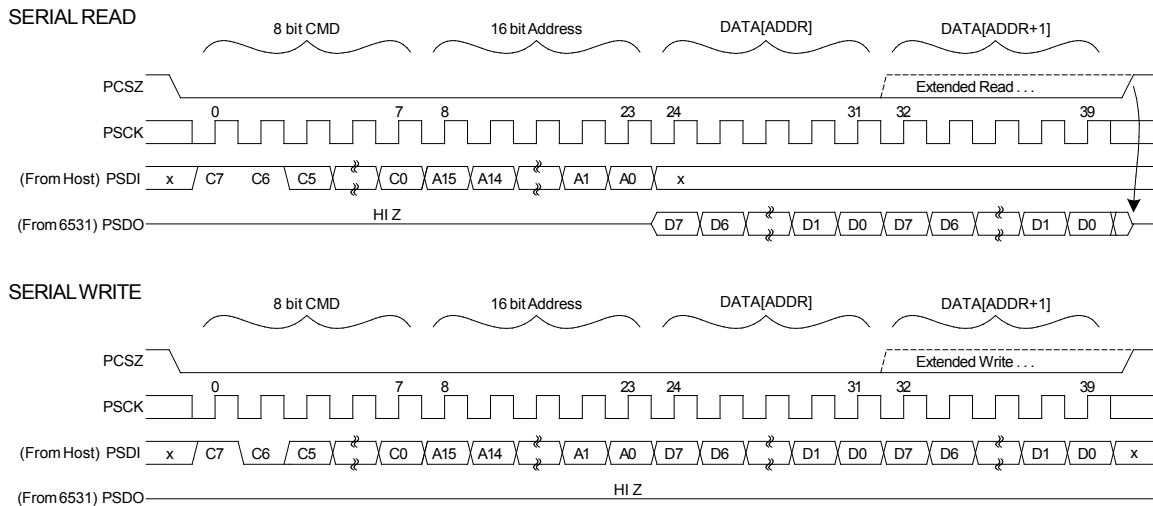 SERIAL READ
8 bit CMD 16 bit Address DATA[ADDR] DATA[ADDR+1]
PCSZ Extended Read . . .
0 7 8 23 24 31 32 39
PSCK
(From Host) PSDI x C7 C6 C5 C0 A15 A14 A1 A0 x
(From 6531) PSDO HI Z D7 D6 D1 D0 D7 D6 D1 D0
SERIAL WRITE
8 bit CMD 16 bit Address DATA[ADDR] DATA[ADDR+1]
PCSZ Extended Write . . .
0 7 8 23 24 31 32 39
PSCK
(From Host) PSDI x C7 C6 C5 C0 A15 A14 A1 A0 D7 D6 D1 D0 D7 D6 D1 D0 x
(From 6531) PSDO HI Z